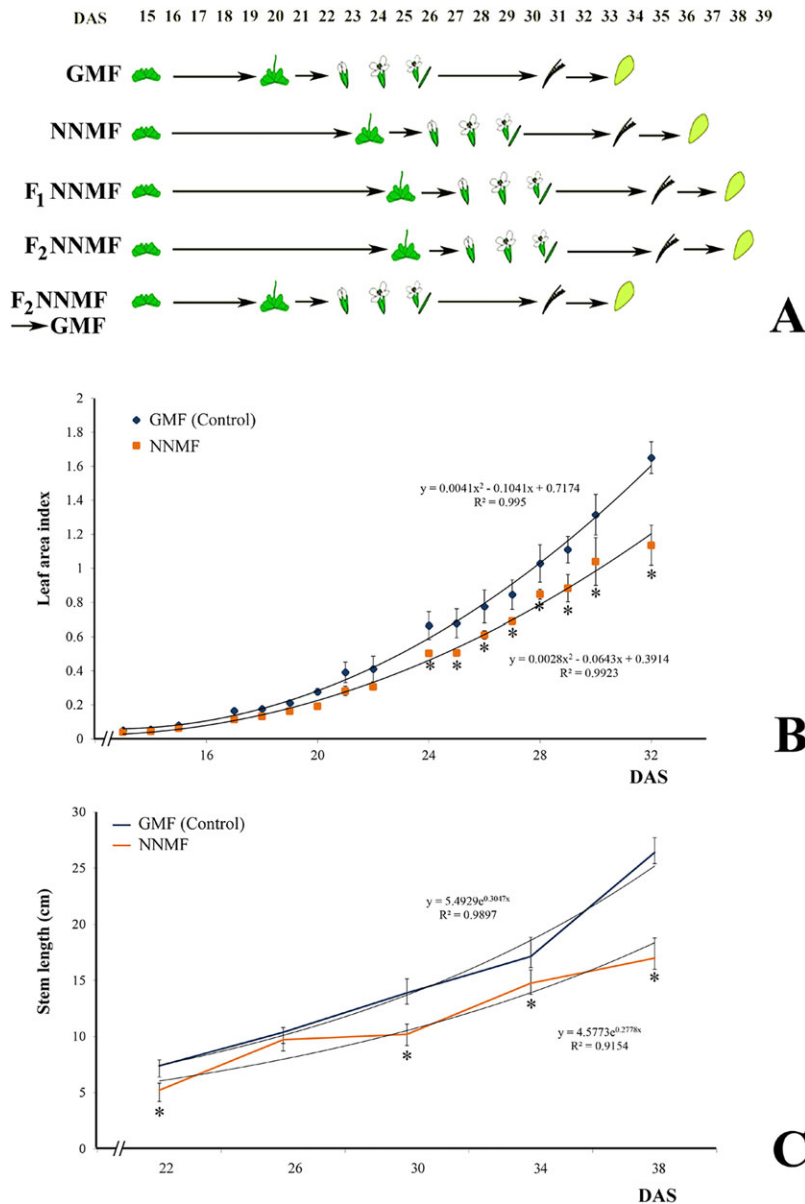 DAS 15 16 17 18 19 20 21 22 23 24 25 26 27 28 29 30 31 32 33 34 35 36 37 38 39
GMF
NNMF
F₁ NNMF
F₂ NNMF
F₂ NNMF
→GMF
A
2
1.8
1.6
1.4
1.2
1
0.8
0.6
0.4
0.2
0
Leaf area index
GMF (Control)
NNMF
y = 0.0041x² - 0.1041x + 0.7174
R² = 0.995
y = 0.0028x² - 0.0643x + 0.3914
R² = 0.9923
* * * * * * * *
16 20 24 28 32
DAS
B
30
25
20
15
10
5
0
Stem length (cm)
GMF (Control)
NNMF
y = 5.4929e^0.3047x
R² = 0.9897
y = 4.5773e^0.2778x
R² = 0.9154
* * * *
22 26 30 34 38
DAS
C